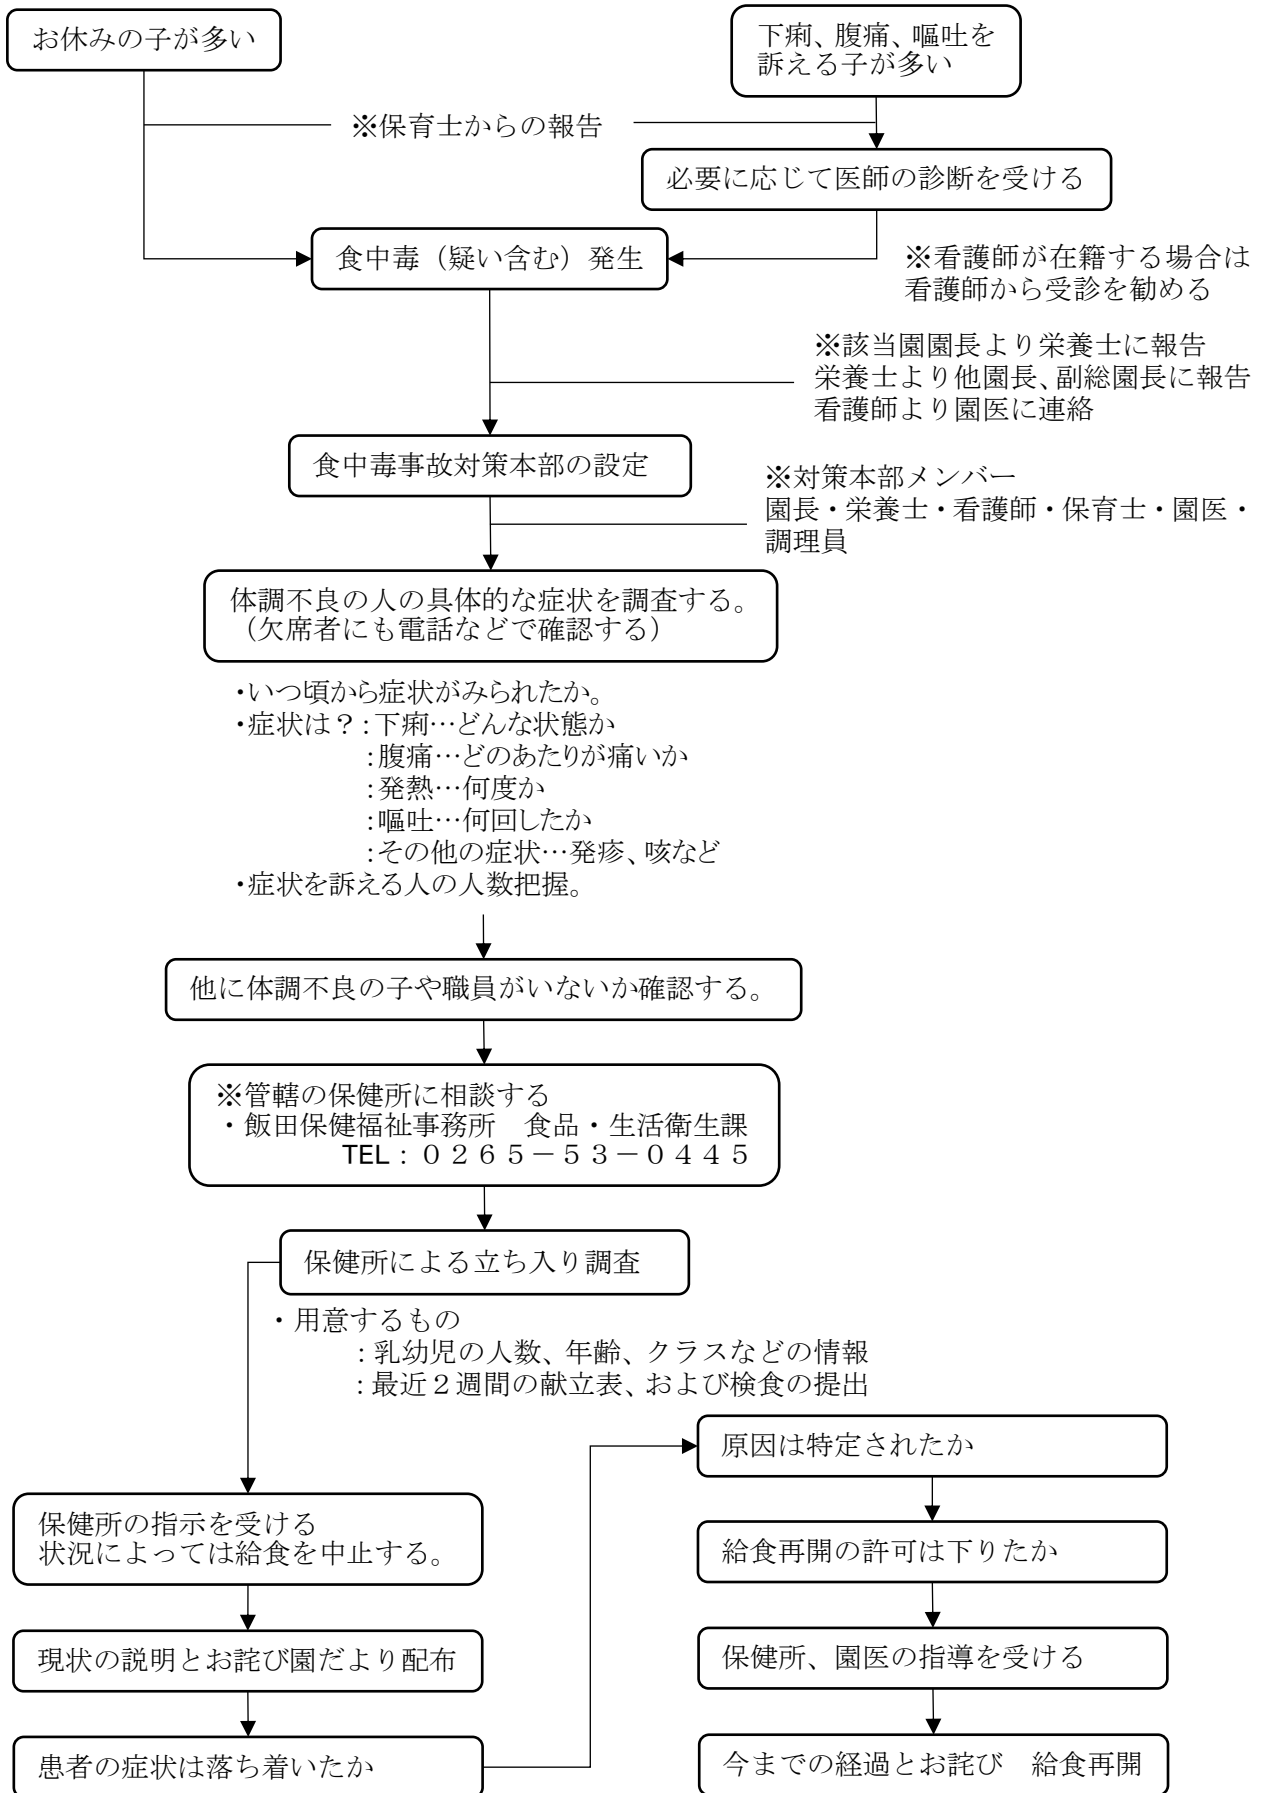 お休みの子が多い
下痢、腹痛、嘔吐を
訴える子が多い
※保育士からの報告
必要に応じて医師の診断を受ける
食中毒（疑い含む）発生
※看護師が在籍する場合は
看護師から受診を勧める
※該当園園長より栄養士に報告
栄養士より他園長、副総園長に報告
看護師より園医に連絡
食中毒事故対策本部の設定
※対策本部メンバー
園長・栄養士・看護師・保育士・園医・
調理員
体調不良の人の具体的な症状を調査する。
（欠席者にも電話などで確認する）
・いつ頃から症状がみられたか。
・症状は？：下痢…どんな状態か
：腹痛…どのあたりが痛いか
：発熱…何度か
：嘔吐…何回したか
：その他の症状…発疹、咳など
・症状を訴える人の人数把握。
他に体調不良の子や職員がいないか確認する。
※管轄の保健所に相談する
・飯田保健福祉事務所　食品・生活衛生課
TEL：０２６５－５３－０４４５
保健所による立ち入り調査
・用意するもの
：乳幼児の人数、年齢、クラスなどの情報
：最近２週間の献立表、および検食の提出
保健所の指示を受ける
状況によっては給食を中止する。
現状の説明とお詫び園だより配布
患者の症状は落ち着いたか
原因は特定されたか
給食再開の許可は下りたか
保健所、園医の指導を受ける
今までの経過とお詫び　給食再開